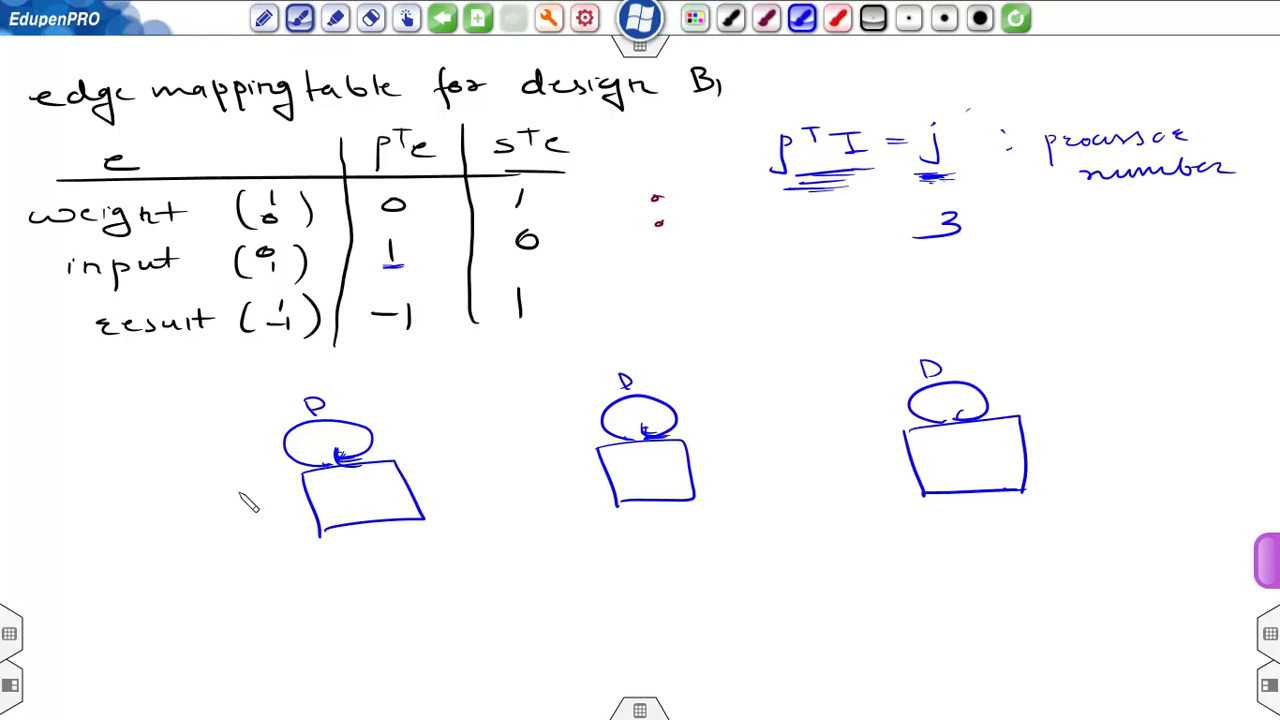 EdupenPRO
edge mapping table for design B1
e pᵀe sᵀe
weight (1 0) 0 1
input (0 1) 1 0
result (1 -1) -1 1
pᵀI = j : processor
number
3
D D D